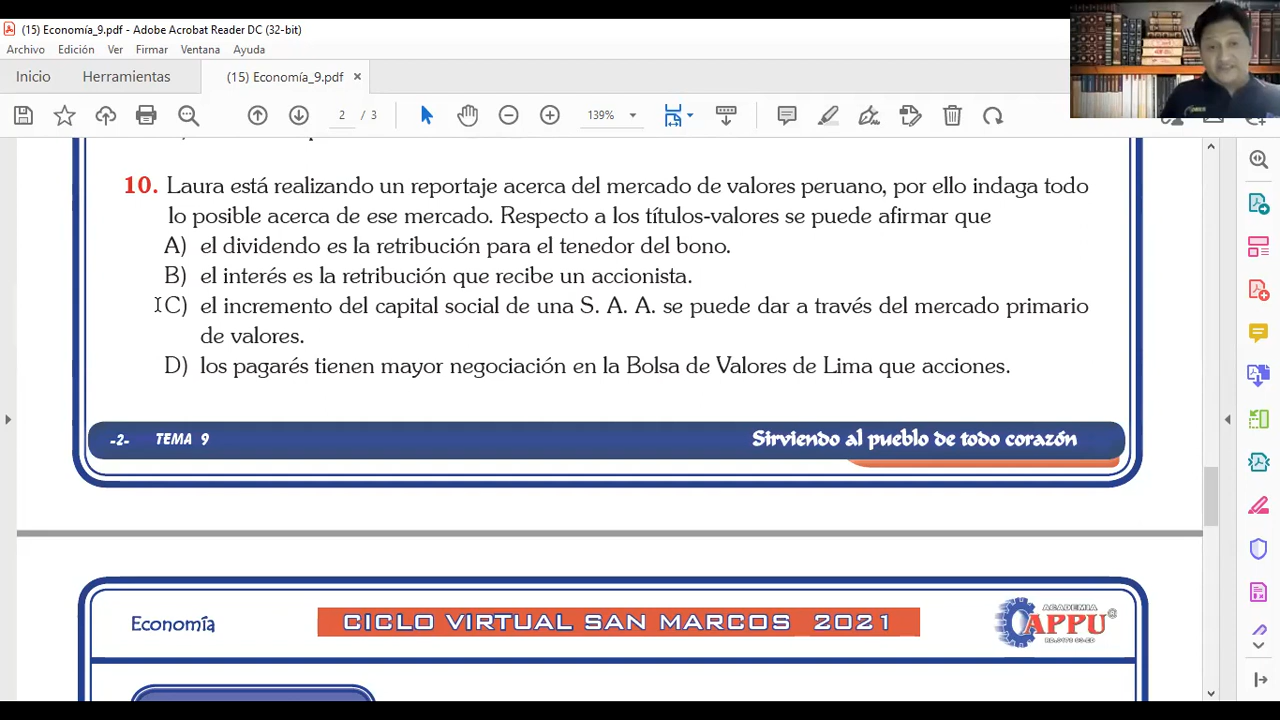 (15) Economía_9.pdf - Adobe Acrobat Reader DC (32-bit)
Archivo Edición Ver Firmar Ventana Ayuda
Inicio Herramientas (15) Economía_9.pdf ×
2 / 3 139%
10. Laura está realizando un reportaje acerca del mercado de valores peruano, por ello indaga todo
lo posible acerca de ese mercado. Respecto a los títulos-valores se puede afirmar que
A) el dividendo es la retribución para el tenedor del bono.
B) el interés es la retribución que recibe un accionista.
C) el incremento del capital social de una S. A. A. se puede dar a través del mercado primario
de valores.
D) los pagarés tienen mayor negociación en la Bolsa de Valores de Lima que acciones.
-2- TEMA 9 Sirviendo al pueblo de todo corazón
Economía CICLO VIRTUAL SAN MARCOS 2021
ACADEMIA
APPU